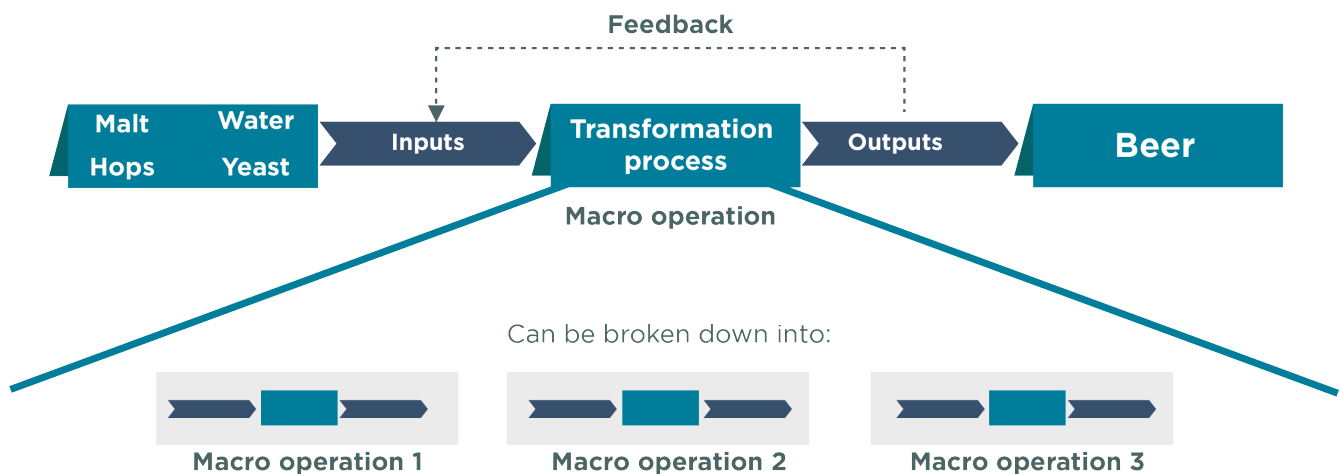 Feedback
Malt Water
Hops Yeast
Inputs
Transformation
process
Outputs
Beer
Macro operation
Can be broken down into:
Macro operation 1
Macro operation 2
Macro operation 3